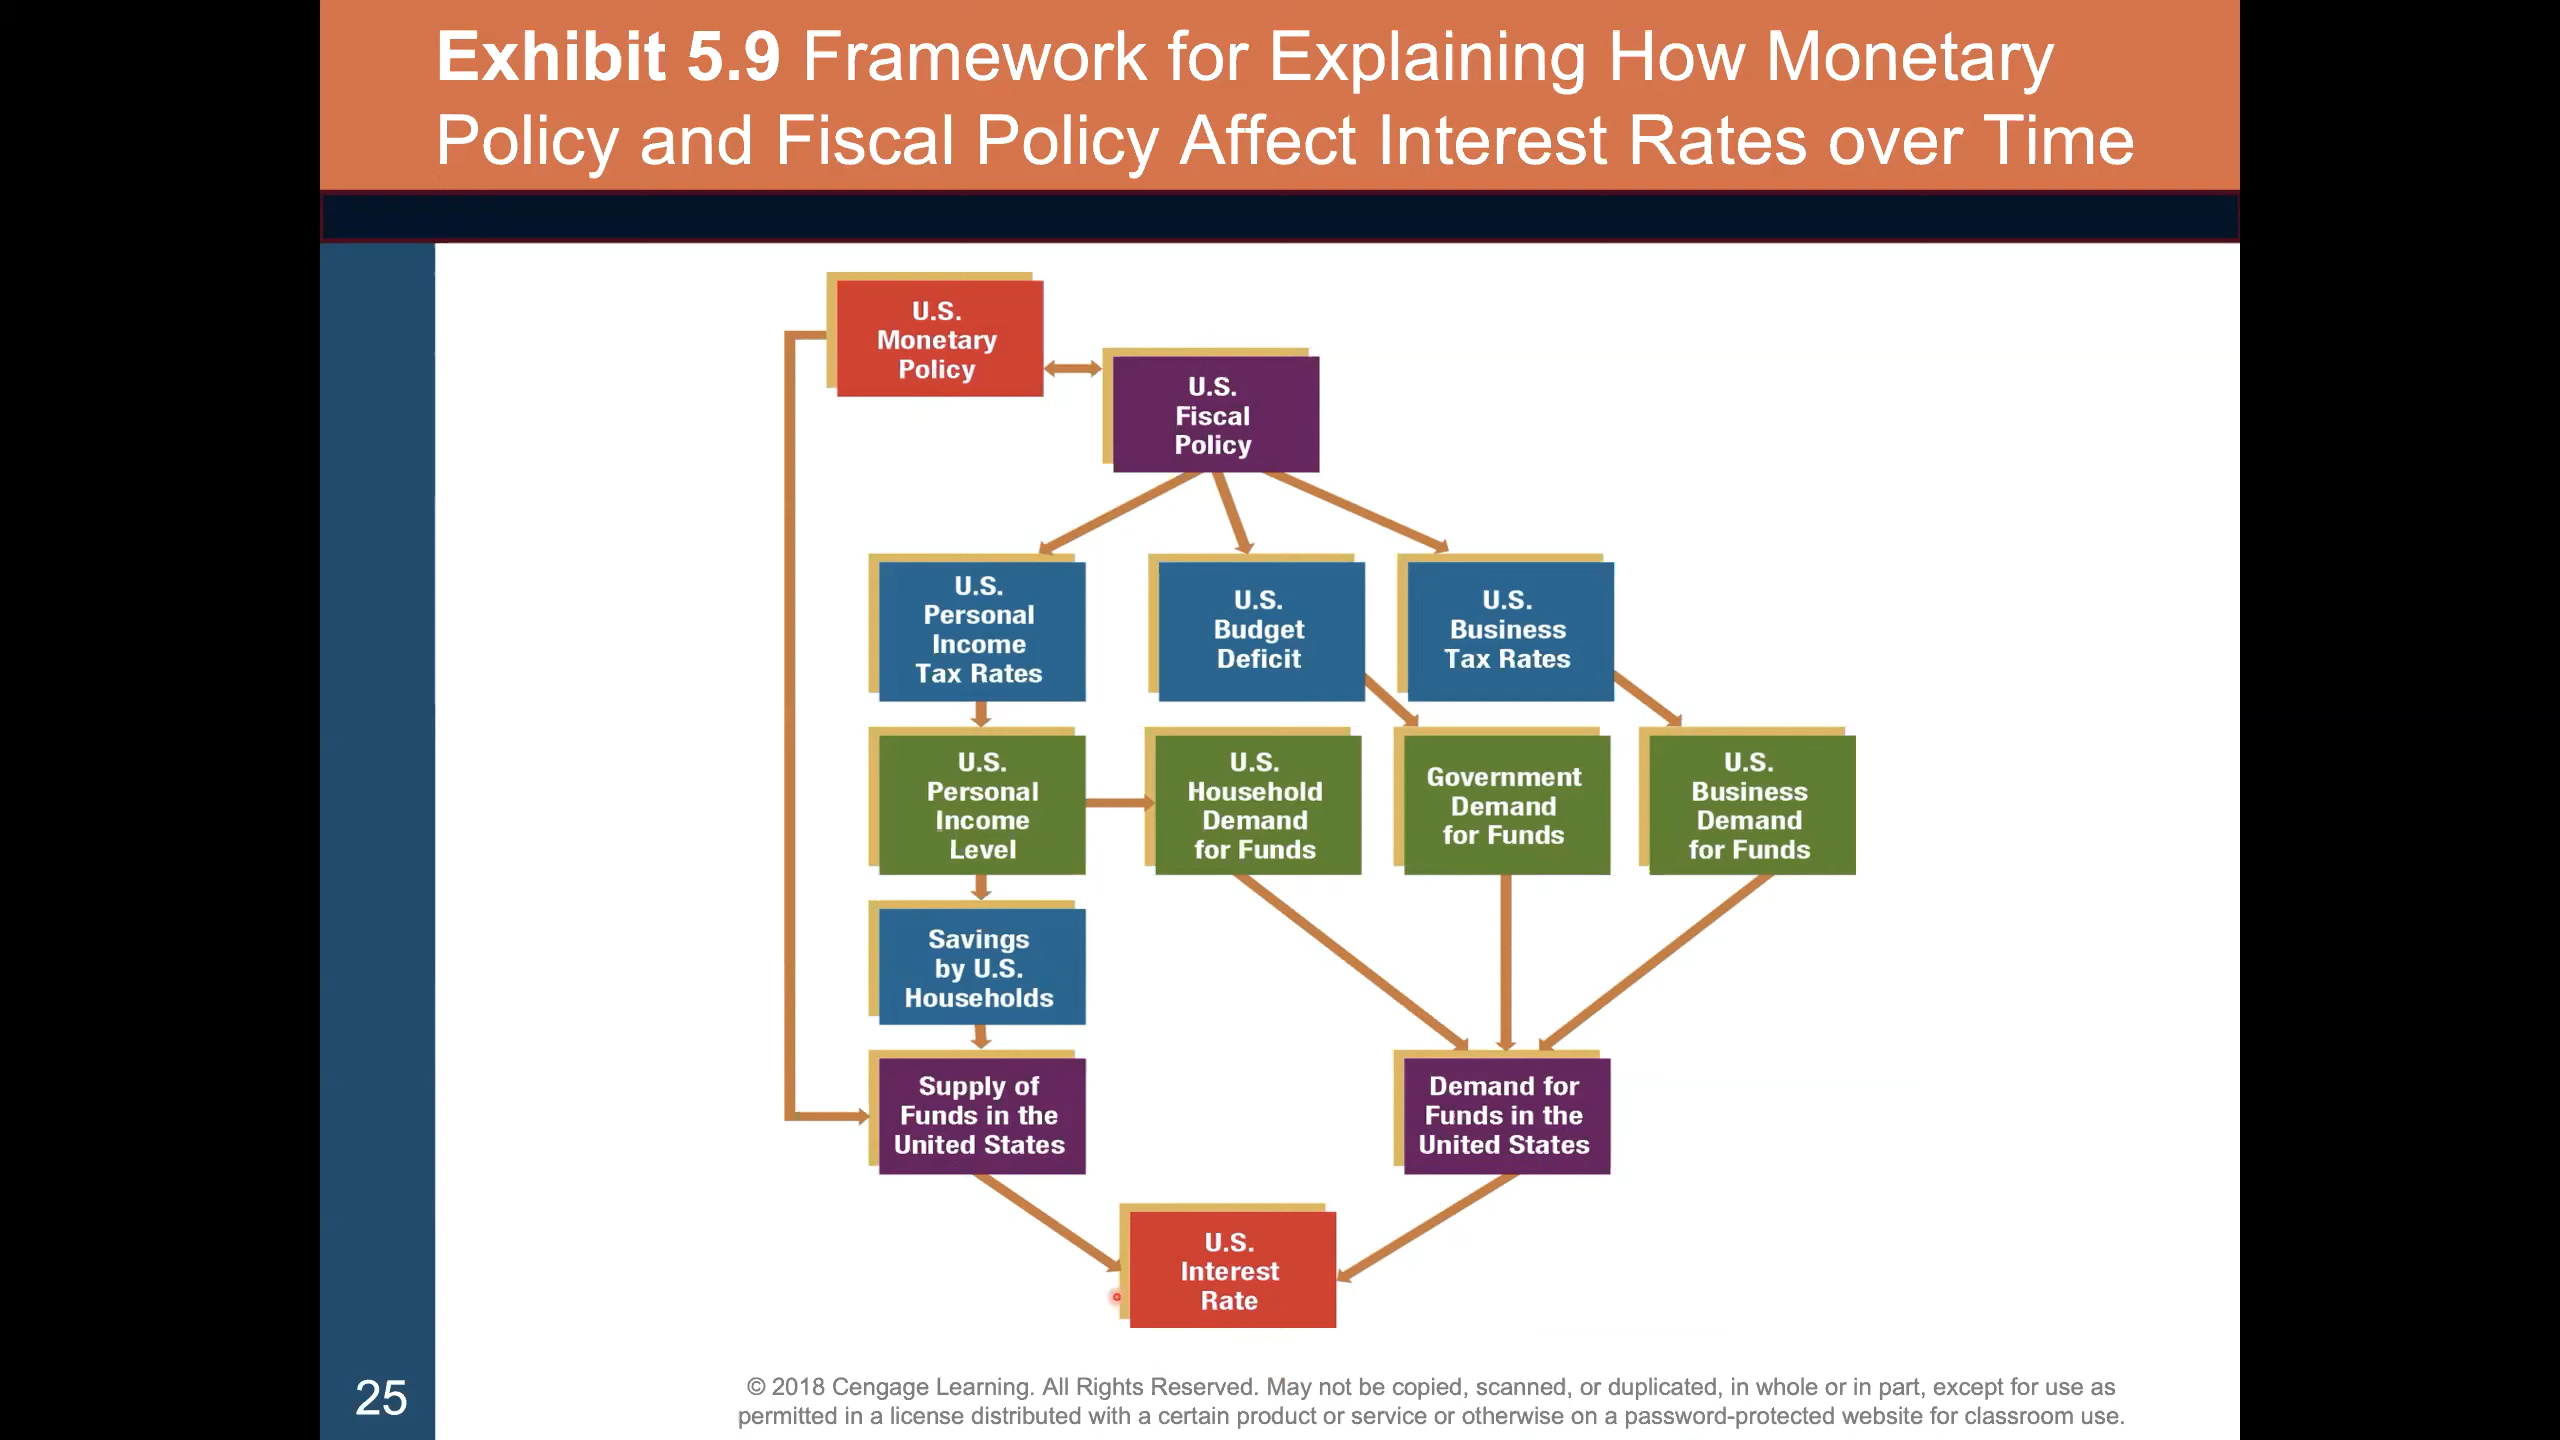 Exhibit 5.9 Framework for Explaining How Monetary
Policy and Fiscal Policy Affect Interest Rates over Time
U.S.
Monetary
Policy
U.S.
Fiscal
Policy
U.S.
Personal
Income
Tax Rates
U.S.
Budget
Deficit
U.S.
Business
Tax Rates
U.S.
Personal
Income
Level
U.S.
Household
Demand
for Funds
Government
Demand
for Funds
U.S.
Business
Demand
for Funds
Savings
by U.S.
Households
Supply of
Funds in the
United States
Demand for
Funds in the
United States
U.S.
Interest
Rate
25
© 2018 Cengage Learning. All Rights Reserved. May not be copied, scanned, or duplicated, in whole or in part, except for use as
permitted in a license distributed with a certain product or service or otherwise on a password-protected website for classroom use.